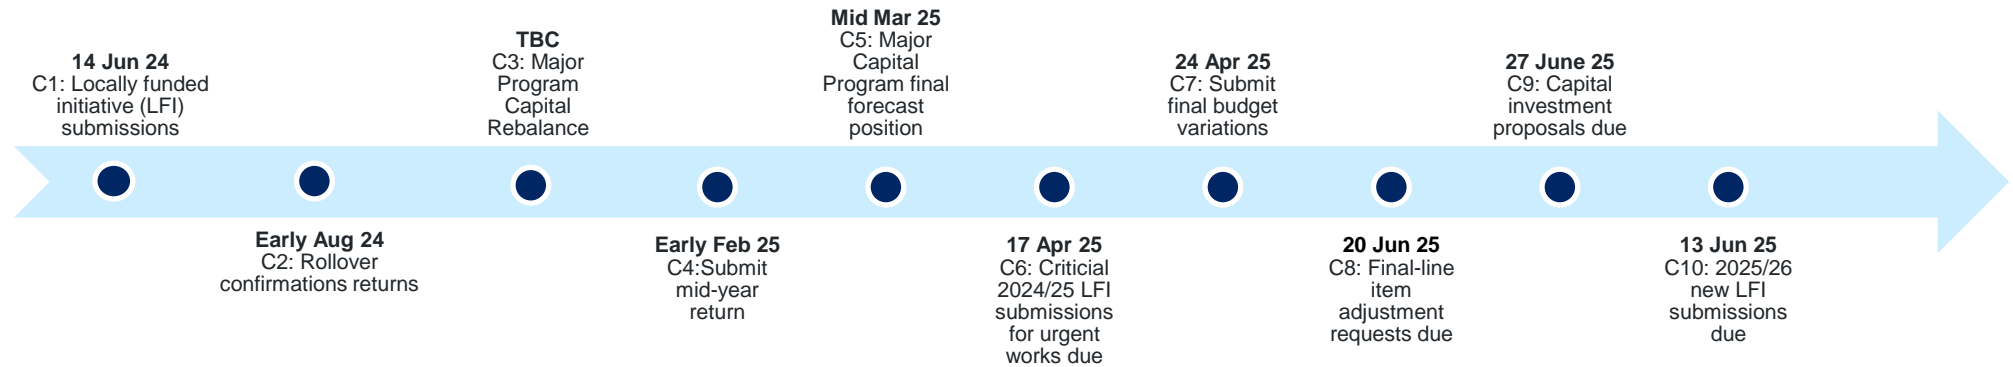 14 Jun 24
C1: Locally funded
initiative (LFI)
submissions
Early Aug 24
C2: Rollover
confirmations returns
TBC
C3: Major
Program
Capital
Rebalance
Early Feb 25
C4:Submit
mid-year
return
Mid Mar 25
C5: Major
Capital
Program final
forecast
position
17 Apr 25
C6: Criticial
2024/25 LFI
submissions
for urgent
works due
24 Apr 25
C7: Submit
final budget
variations
20 Jun 25
C8: Final-line
item
adjustment
requests due
27 June 25
C9: Capital
investment
proposals due
13 Jun 25
C10: 2025/26
new LFI
submissions
due